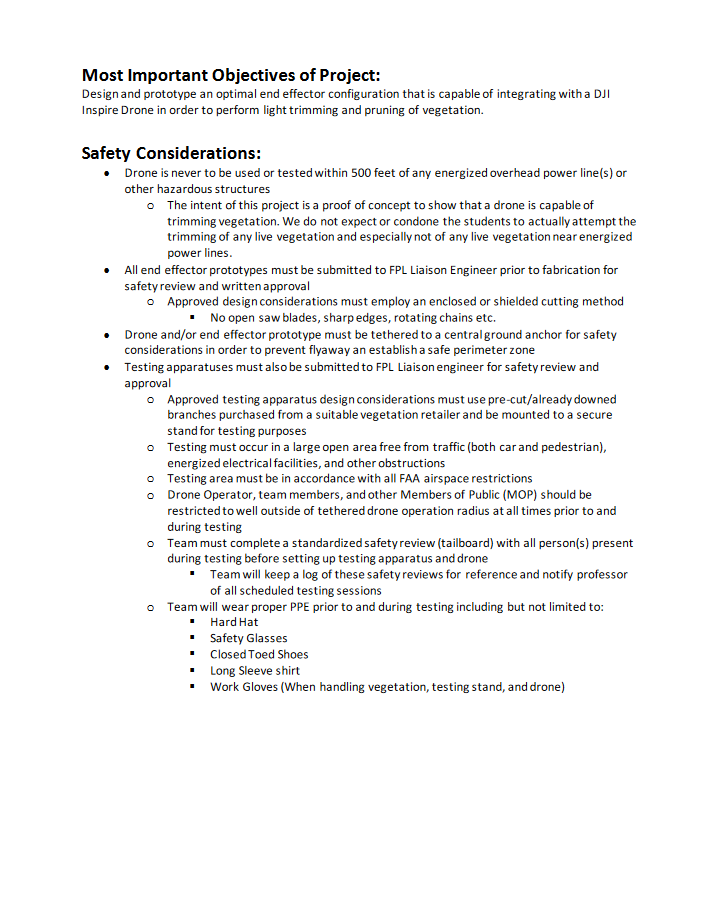 Most Important Objectives of Project:
Design and prototype an optimal end effector configuration that is capable of integrating with a DJI
Inspire Drone in order to perform light trimming and pruning of vegetation.
Safety Considerations:
• Drone is never to be used or tested within 500 feet of any energized overhead power line(s) or
other hazardous structures
o The intent of this project is a proof of concept to show that a drone is capable of
trimming vegetation. We do not expect or condone the students to actually attempt the
trimming of any live vegetation and especially not of any live vegetation near energized
power lines.
• All end effector prototypes must be submitted to FPL Liaison Engineer prior to fabrication for
safety review and written approval
o Approved design considerations must employ an enclosed or shielded cutting method
▪ No open saw blades, sharp edges, rotating chains etc.
• Drone and/or end effector prototype must be tethered to a central ground anchor for safety
considerations in order to prevent flyaway an establish a safe perimeter zone
• Testing apparatuses must also be submitted to FPL Liaison engineer for safety review and
approval
o Approved testing apparatus design considerations must use pre-cut/already downed
branches purchased from a suitable vegetation retailer and be mounted to a secure
stand for testing purposes
o Testing must occur in a large open area free from traffic (both car and pedestrian),
energized electrical facilities, and other obstructions
o Testing area must be in accordance with all FAA airspace restrictions
o Drone Operator, team members, and other Members of Public (MOP) should be
restricted to well outside of tethered drone operation radius at all times prior to and
during testing
o Team must complete a standardized safety review (tailboard) with all person(s) present
during testing before setting up testing apparatus and drone
▪ Team will keep a log of these safety reviews for reference and notify professor
of all scheduled testing sessions
o Team will wear proper PPE prior to and during testing including but not limited to:
▪ Hard Hat
▪ Safety Glasses
▪ Closed Toed Shoes
▪ Long Sleeve shirt
▪ Work Gloves (When handling vegetation, testing stand, and drone)